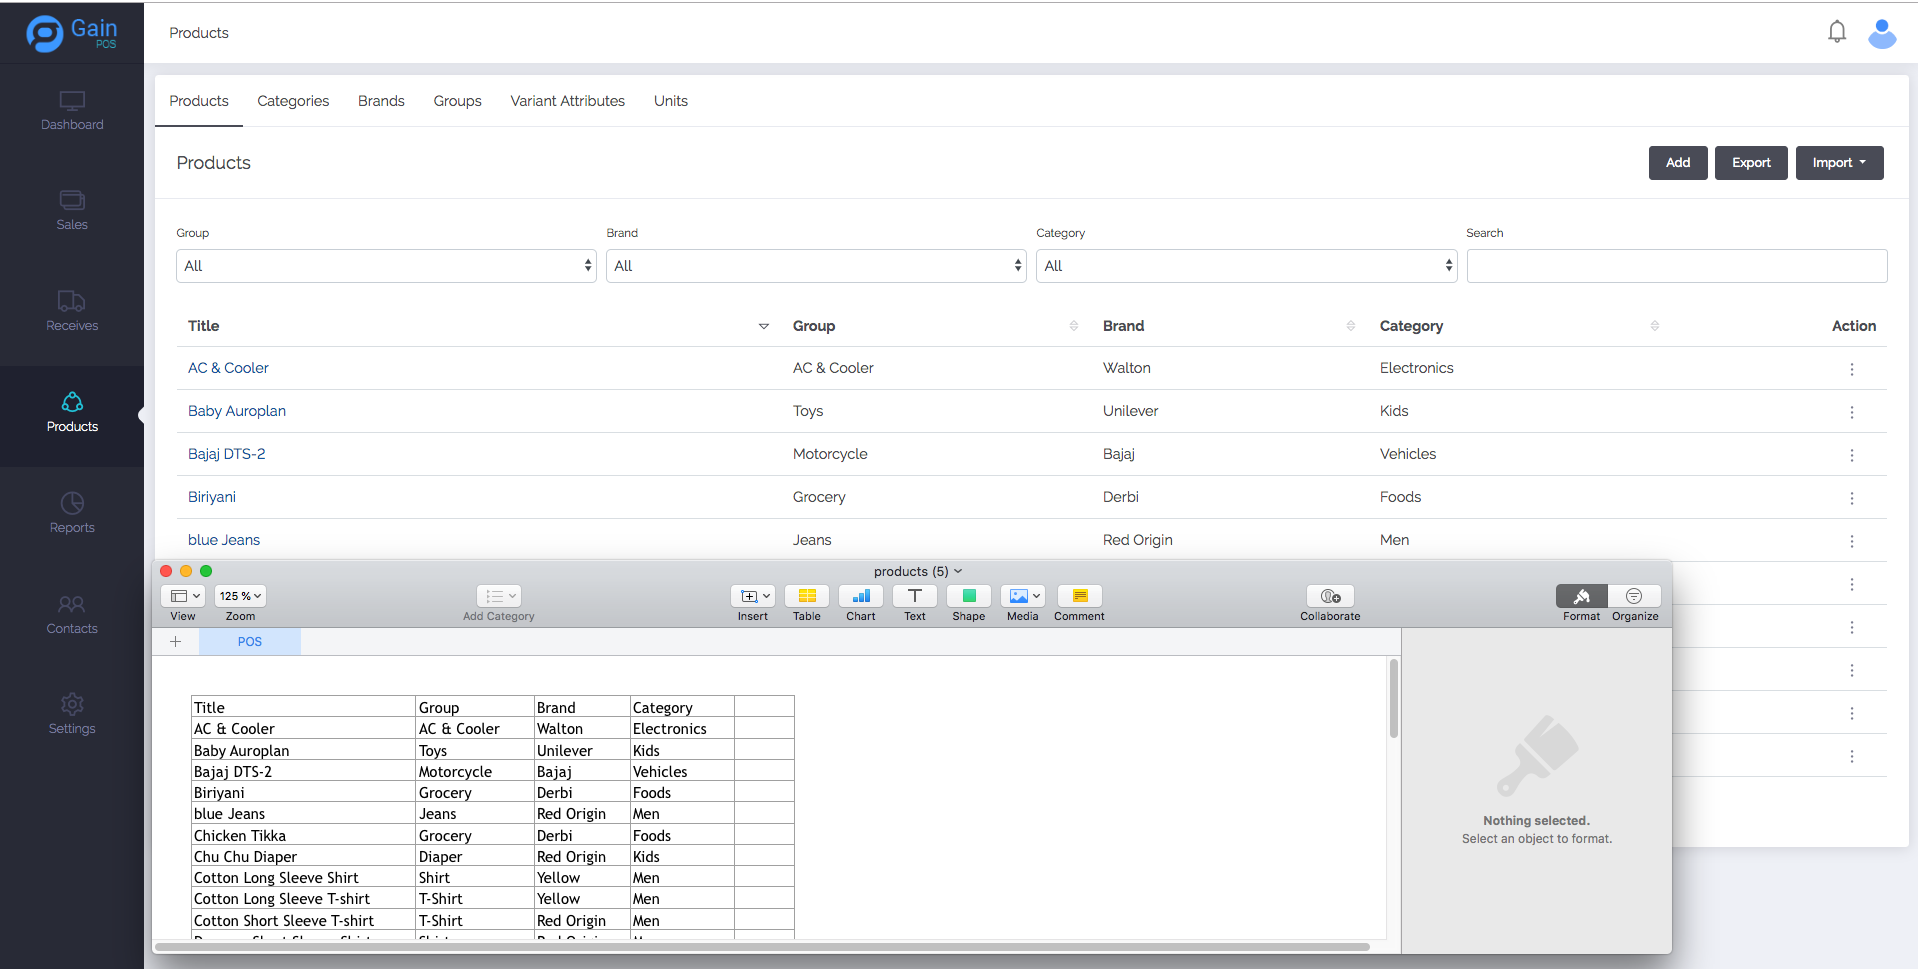 Gain
POS
Products
Dashboard
Sales
Receives
Products
Reports
Contacts
Settings
Products Categories Brands Groups Variant Attributes Units
Products
Add Export Import
Group Brand Category Search
All All All
Title Group Brand Category Action
AC & Cooler AC & Cooler Walton Electronics
Baby Auroplan Toys Unilever Kids
Bajaj DTS-2 Motorcycle Bajaj Vehicles
Biriyani Grocery Derbi Foods
blue Jeans Jeans Red Origin Men
products (5)
125 %
View Zoom Add Category Insert Table Chart Text Shape Media Comment Collaborate Format Organize
POS
Title Group Brand Category
AC & Cooler AC & Cooler Walton Electronics
Baby Auroplan Toys Unilever Kids
Bajaj DTS-2 Motorcycle Bajaj Vehicles
Biriyani Grocery Derbi Foods
blue Jeans Jeans Red Origin Men
Chicken Tikka Grocery Derbi Foods
Chu Chu Diaper Diaper Red Origin Kids
Cotton Long Sleeve Shirt Shirt Yellow Men
Cotton Long Sleeve T-shirt T-Shirt Yellow Men
Cotton Short Sleeve T-shirt T-Shirt Red Origin Men
Nothing selected.
Select an object to format.